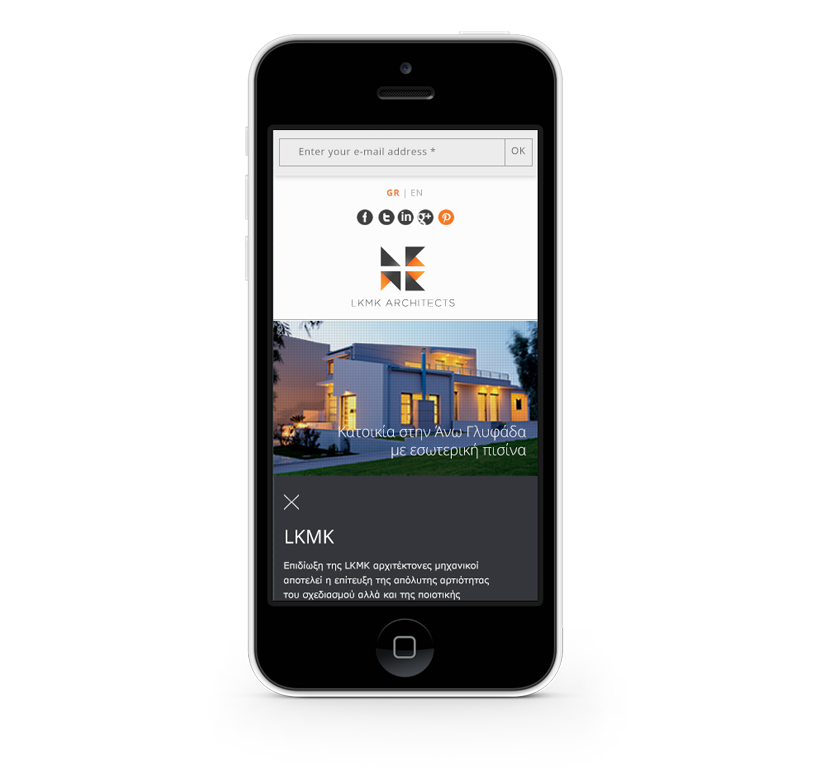 Enter your e-mail address *
OK
GR | EN
LKMK ARCHITECTS
Κατοικία στην Άνω Γλυφάδα
με εσωτερική πισίνα
LKMK
Επιδίωξη της LKMK αρχιτέκτονες μηχανικοί
αποτελεί η επίτευξη της απόλυτης αρτιότητας
του σχεδιασμού αλλά και της ποιοτικής